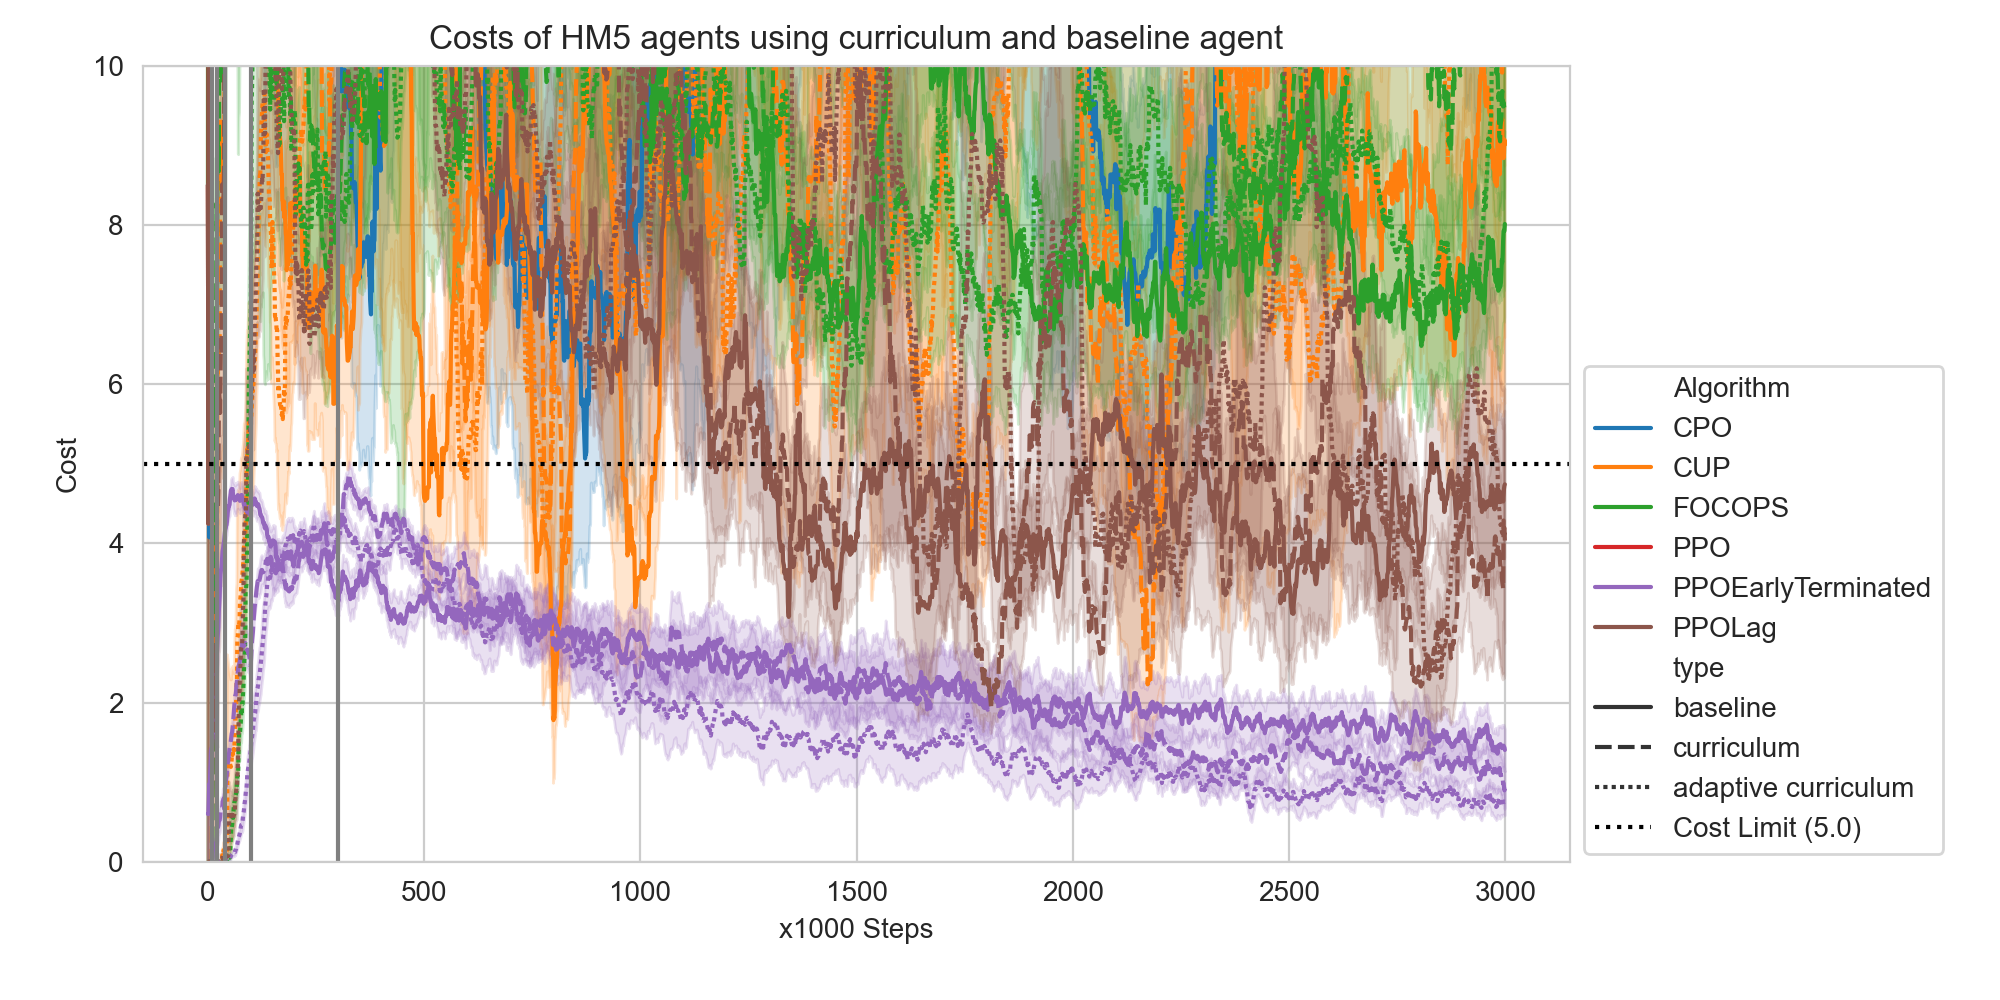 Costs of HM5 agents using curriculum and baseline agent
10
8
6
4
2
0
Cost
0 500 1000 1500 2000 2500 3000
x1000 Steps
Algorithm
CPO
CUP
FOCOPS
PPO
PPOEarlyTerminated
PPOLag
type
baseline
curriculum
adaptive curriculum
Cost Limit (5.0)